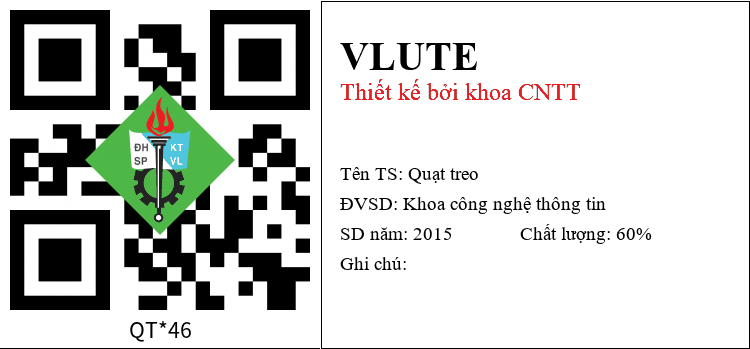 ĐH KT
SP VL
QT*46
VLUTE
Thiết kế bởi khoa CNTT
Tên TS: Quạt treo
ĐVSD: Khoa công nghệ thông tin
SD năm: 2015 Chất lượng: 60%
Ghi chú: